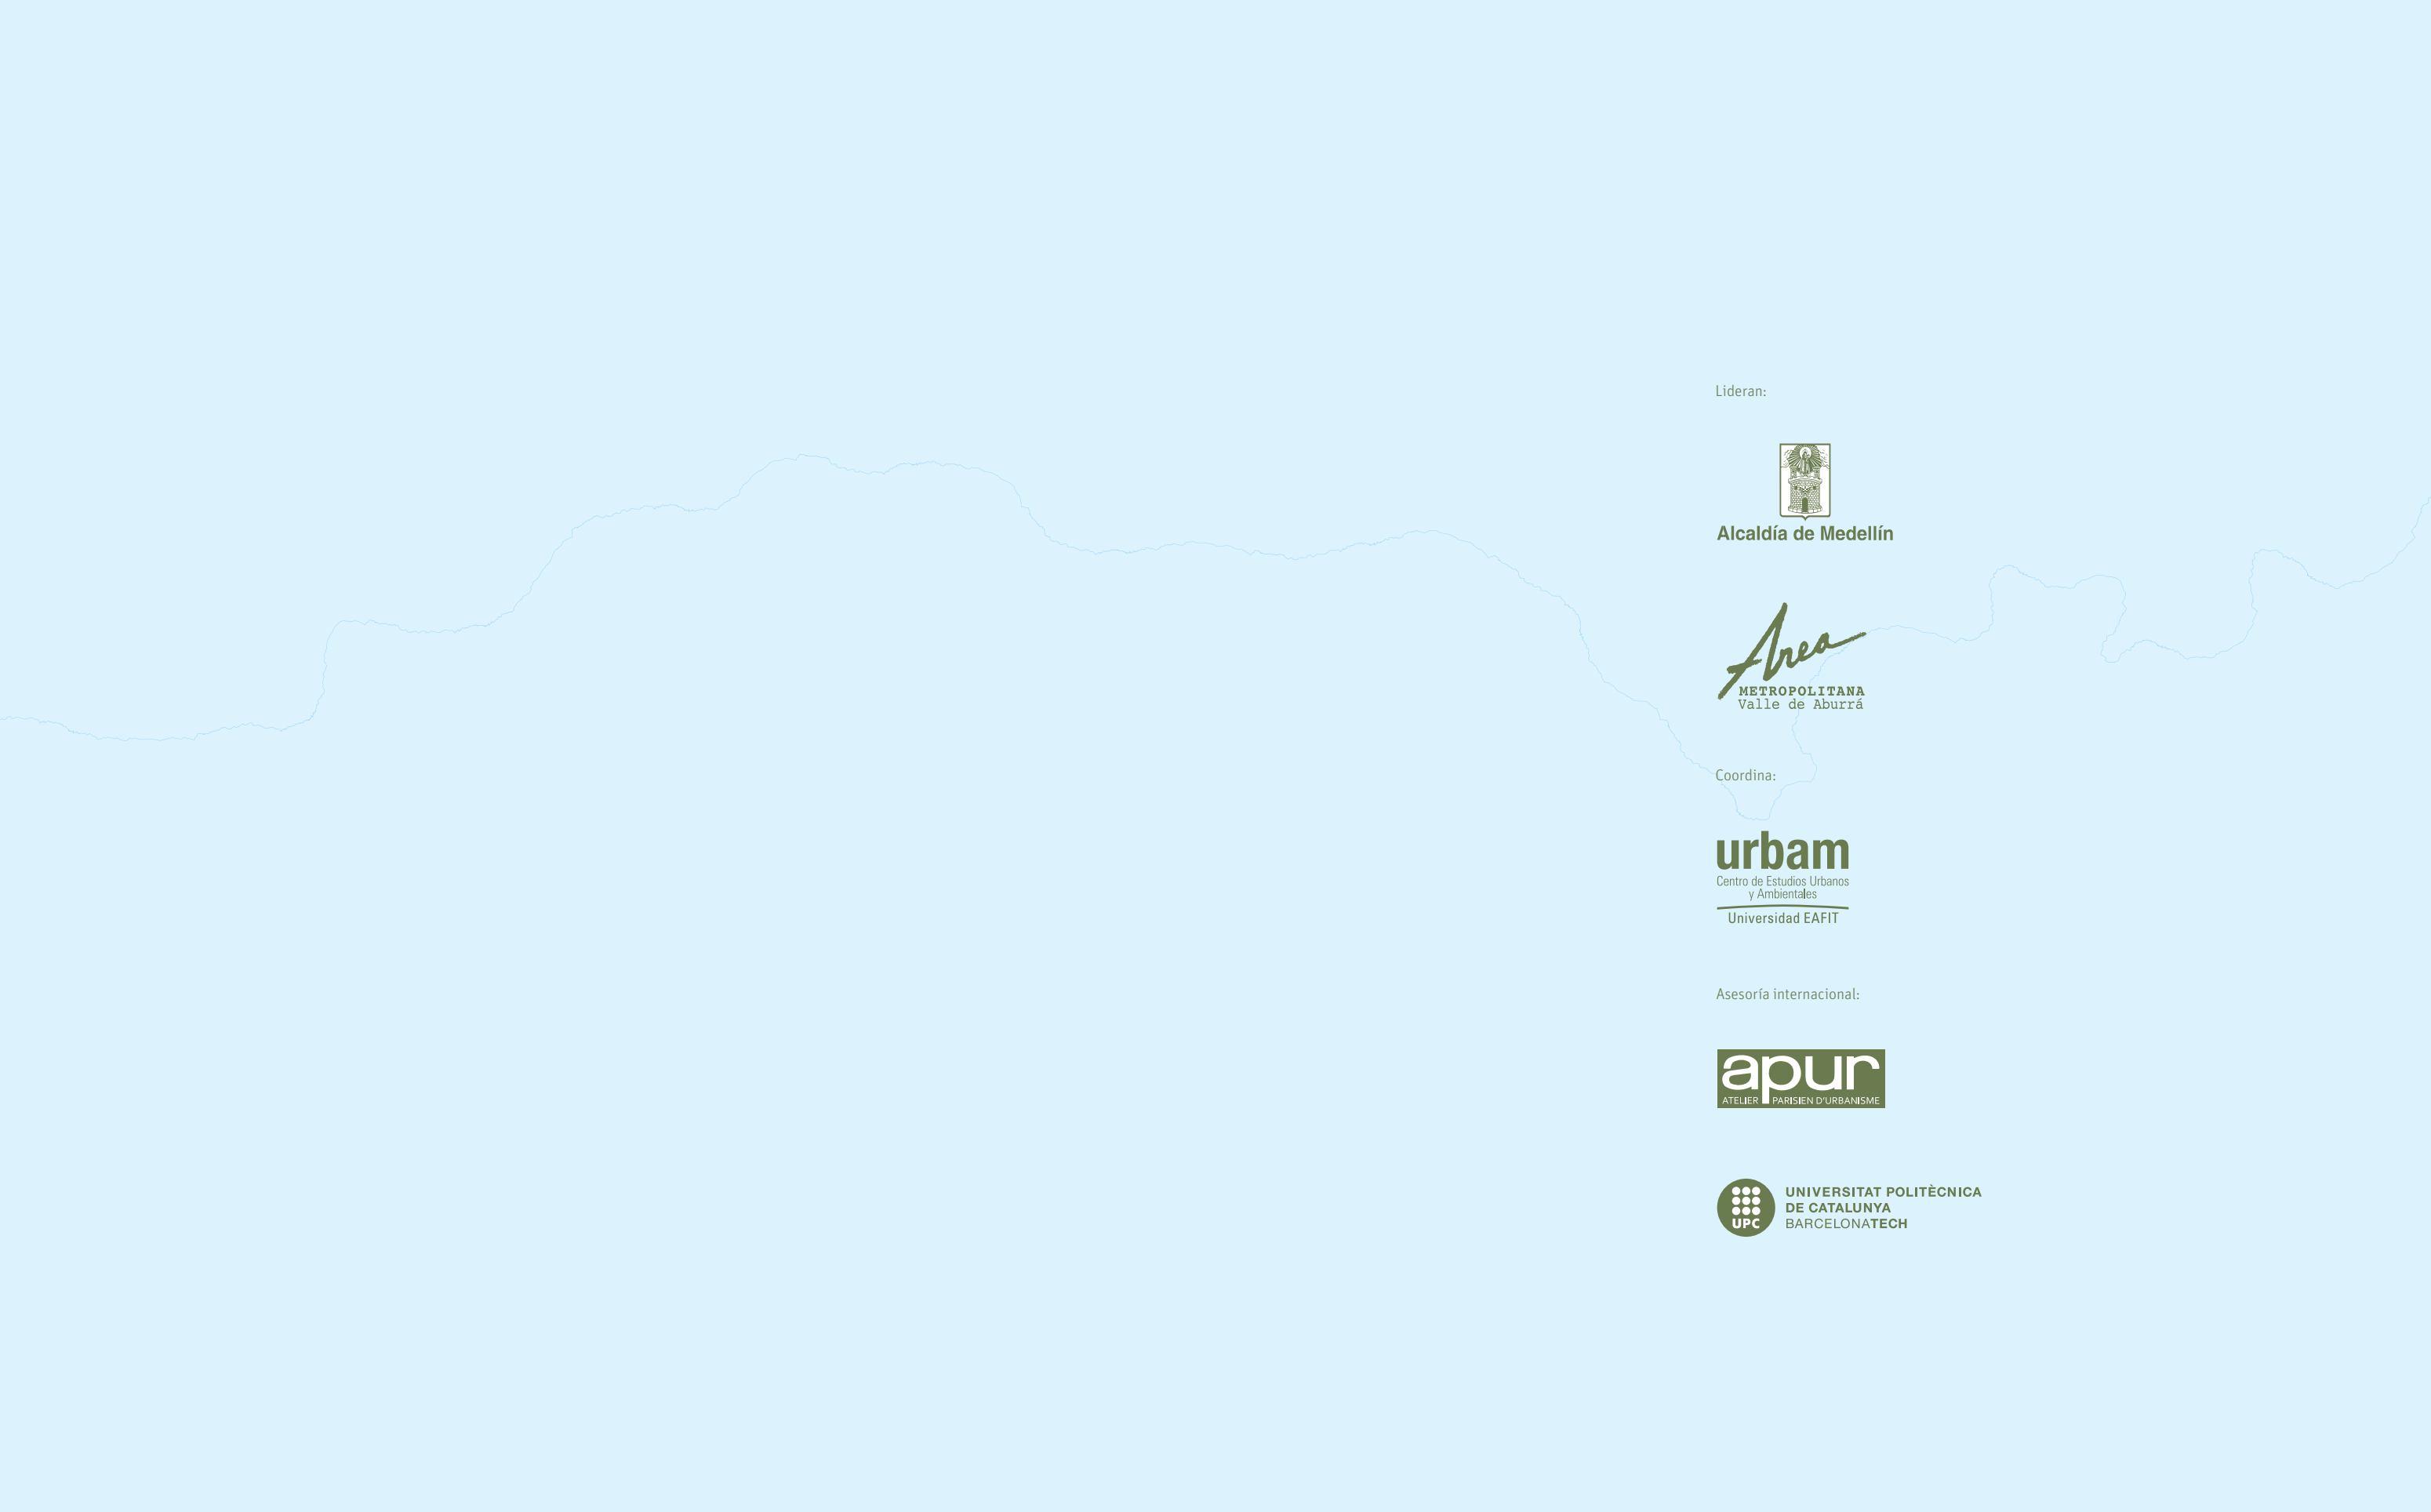 Lideran:
Alcaldía de Medellín
Area
METROPOLITANA
Valle de Aburrá
Coordina:
urbam
Centro de Estudios Urbanos
y Ambientales
Universidad EAFIT
Asesoría internacional:
apur
ATELIER PARISIEN D'URBANISME
UPC
UNIVERSITAT POLITÈCNICA
DE CATALUNYA
BARCELONATECH